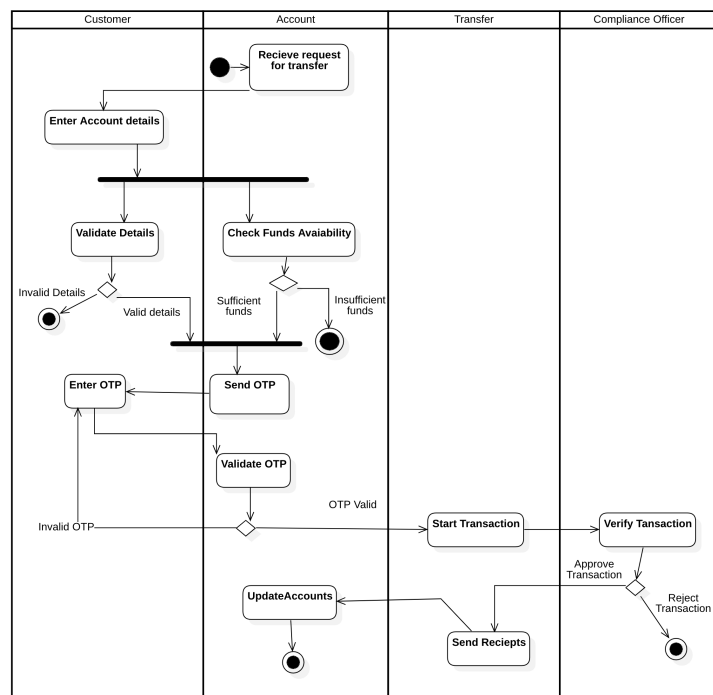 Customer
Account
Transfer
Compliance Officer
Recieve request
for transfer
Enter Account details
Validate Details
Check Funds Avaiability
Invalid Details
Valid details
Sufficient
funds
Insufficient
funds
Enter OTP
Send OTP
Validate OTP
OTP Valid
Invalid OTP
Start Transaction
Verify Tansaction
Approve
Transaction
Reject
Transaction
UpdateAccounts
Send Reciepts